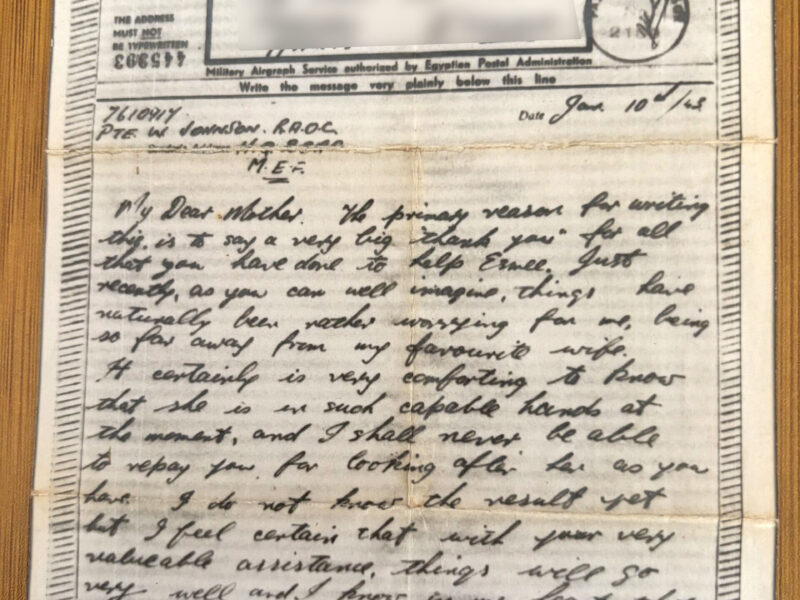 THE ADDRESS
MUST NOT
BE TYPEWRITTEN
445993
Military Airgraph Service authorized by Egyptian Postal Administration
Write the message very plainly below this line
Date Jan 10th/43
7610917
PTE W JOHNSON. R.A.O.C.
M.E.F.
My Dear Mother. The primary reason for writing
this, is to say a very big "thank you" for all
that you have done to help Esmee. Just
recently, as you can well imagine, things have
naturally been rather worrying for me, being
so far away from my favourite wife.
It certainly is very comforting to know
that she is in such capable hands at
the moment, and I shall never be able
to repay you for looking after her as you
have. I do not know the result yet
but I feel certain that with your very
valueable assistance, things will go
very well and I know